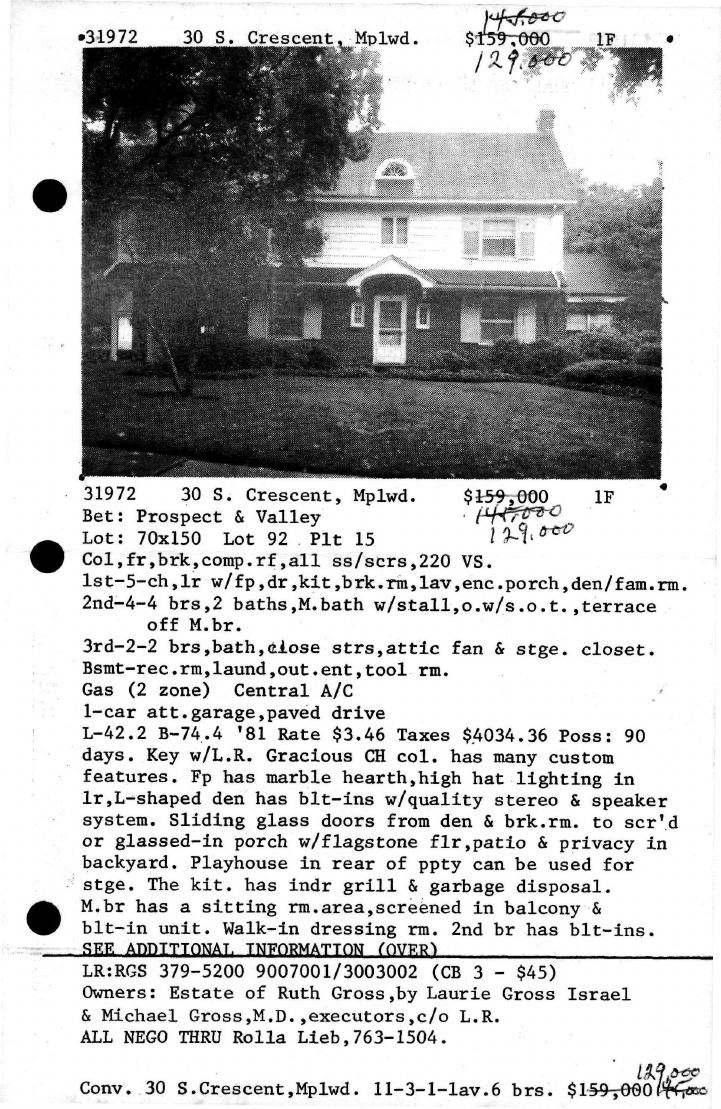 145.000
•31972 30 S. Crescent, Mplwd. $159,000 1F
129.000
31972 30 S. Crescent, Mplwd. $159,000 1F
Bet: Prospect & Valley 145,000
Lot: 70x150 Lot 92 Plt 15 129.000
Col,fr,brk,comp.rf,all ss/scrs,220 VS.
1st-5-ch,lr w/fp,dr,kit,brk.rm,lav,enc.porch,den/fam.rm.
2nd-4-4 brs,2 baths,M.bath w/stall,o.w/s.o.t.,terrace
off M.br.
3rd-2-2 brs,bath,close strs,attic fan & stge. closet.
Bsmt-rec.rm,laund,out.ent,tool rm.
Gas (2 zone) Central A/C
1-car att.garage,paved drive
L-42.2 B-74.4 '81 Rate $3.46 Taxes $4034.36 Poss: 90
days. Key w/L.R. Gracious CH col. has many custom
features. Fp has marble hearth,high hat lighting in
lr,L-shaped den has blt-ins w/quality stereo & speaker
system. Sliding glass doors from den & brk.rm. to scr'd
or glassed-in porch w/flagstone flr,patio & privacy in
backyard. Playhouse in rear of ppty can be used for
stge. The kit. has indr grill & garbage disposal.
M.br has a sitting rm.area,screened in balcony &
blt-in unit. Walk-in dressing rm. 2nd br has blt-ins.
SEE ADDITIONAL INFORMATION (OVER)
LR:RGS 379-5200 9007001/3003002 (CB 3 - $45)
Owners: Estate of Ruth Gross,by Laurie Gross Israel
& Michael Gross,M.D.,executors,c/o L.R.
ALL NEGO THRU Rolla Lieb,763-1504.
129,000
Conv. 30 S.Crescent,Mplwd. 11-3-1-lav.6 brs. $159,000 145,000